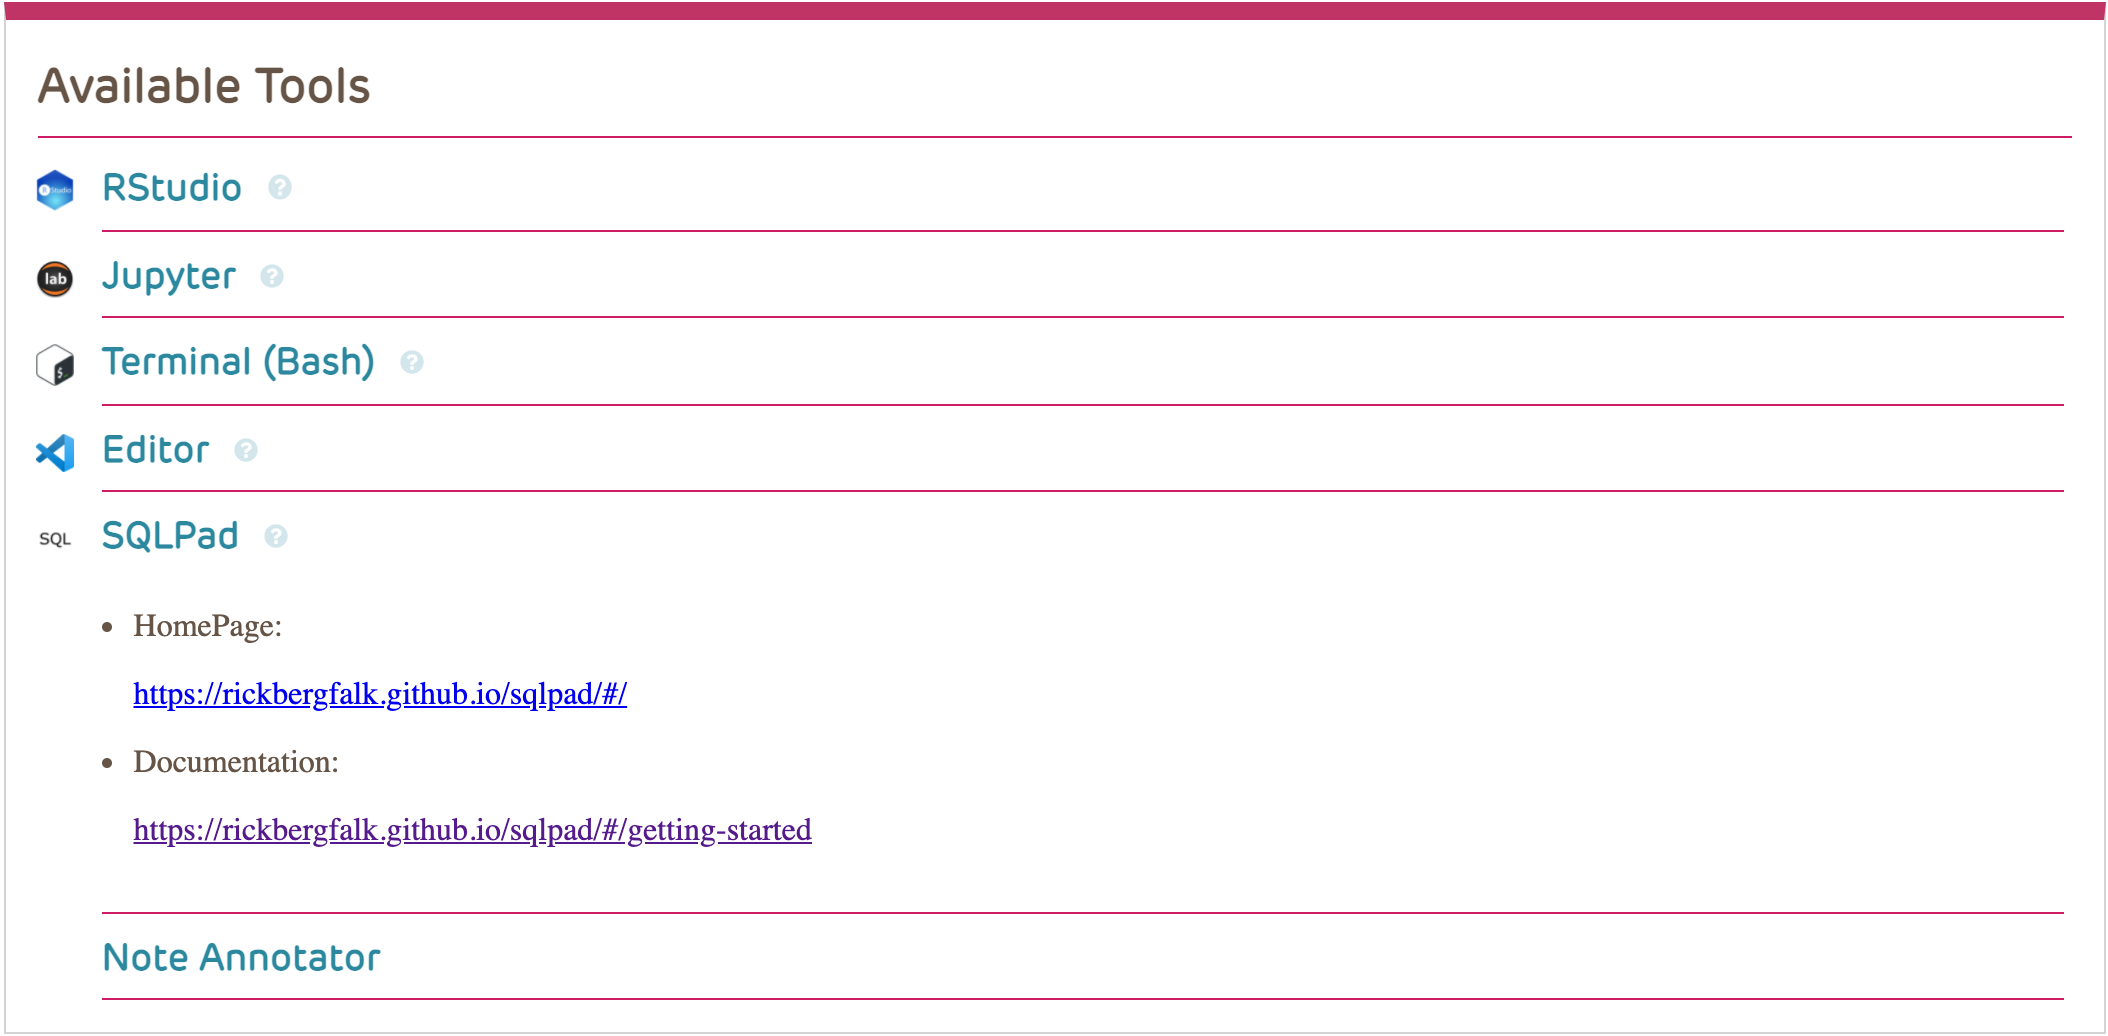 Available Tools
R Studio
RStudio ?
lab
Jupyter ?
$_
Terminal (Bash) ?
Editor ?
SQL
SQLPad ?
• HomePage:
https://rickbergfalk.github.io/sqlpad/#/
• Documentation:
https://rickbergfalk.github.io/sqlpad/#/getting-started
Note Annotator